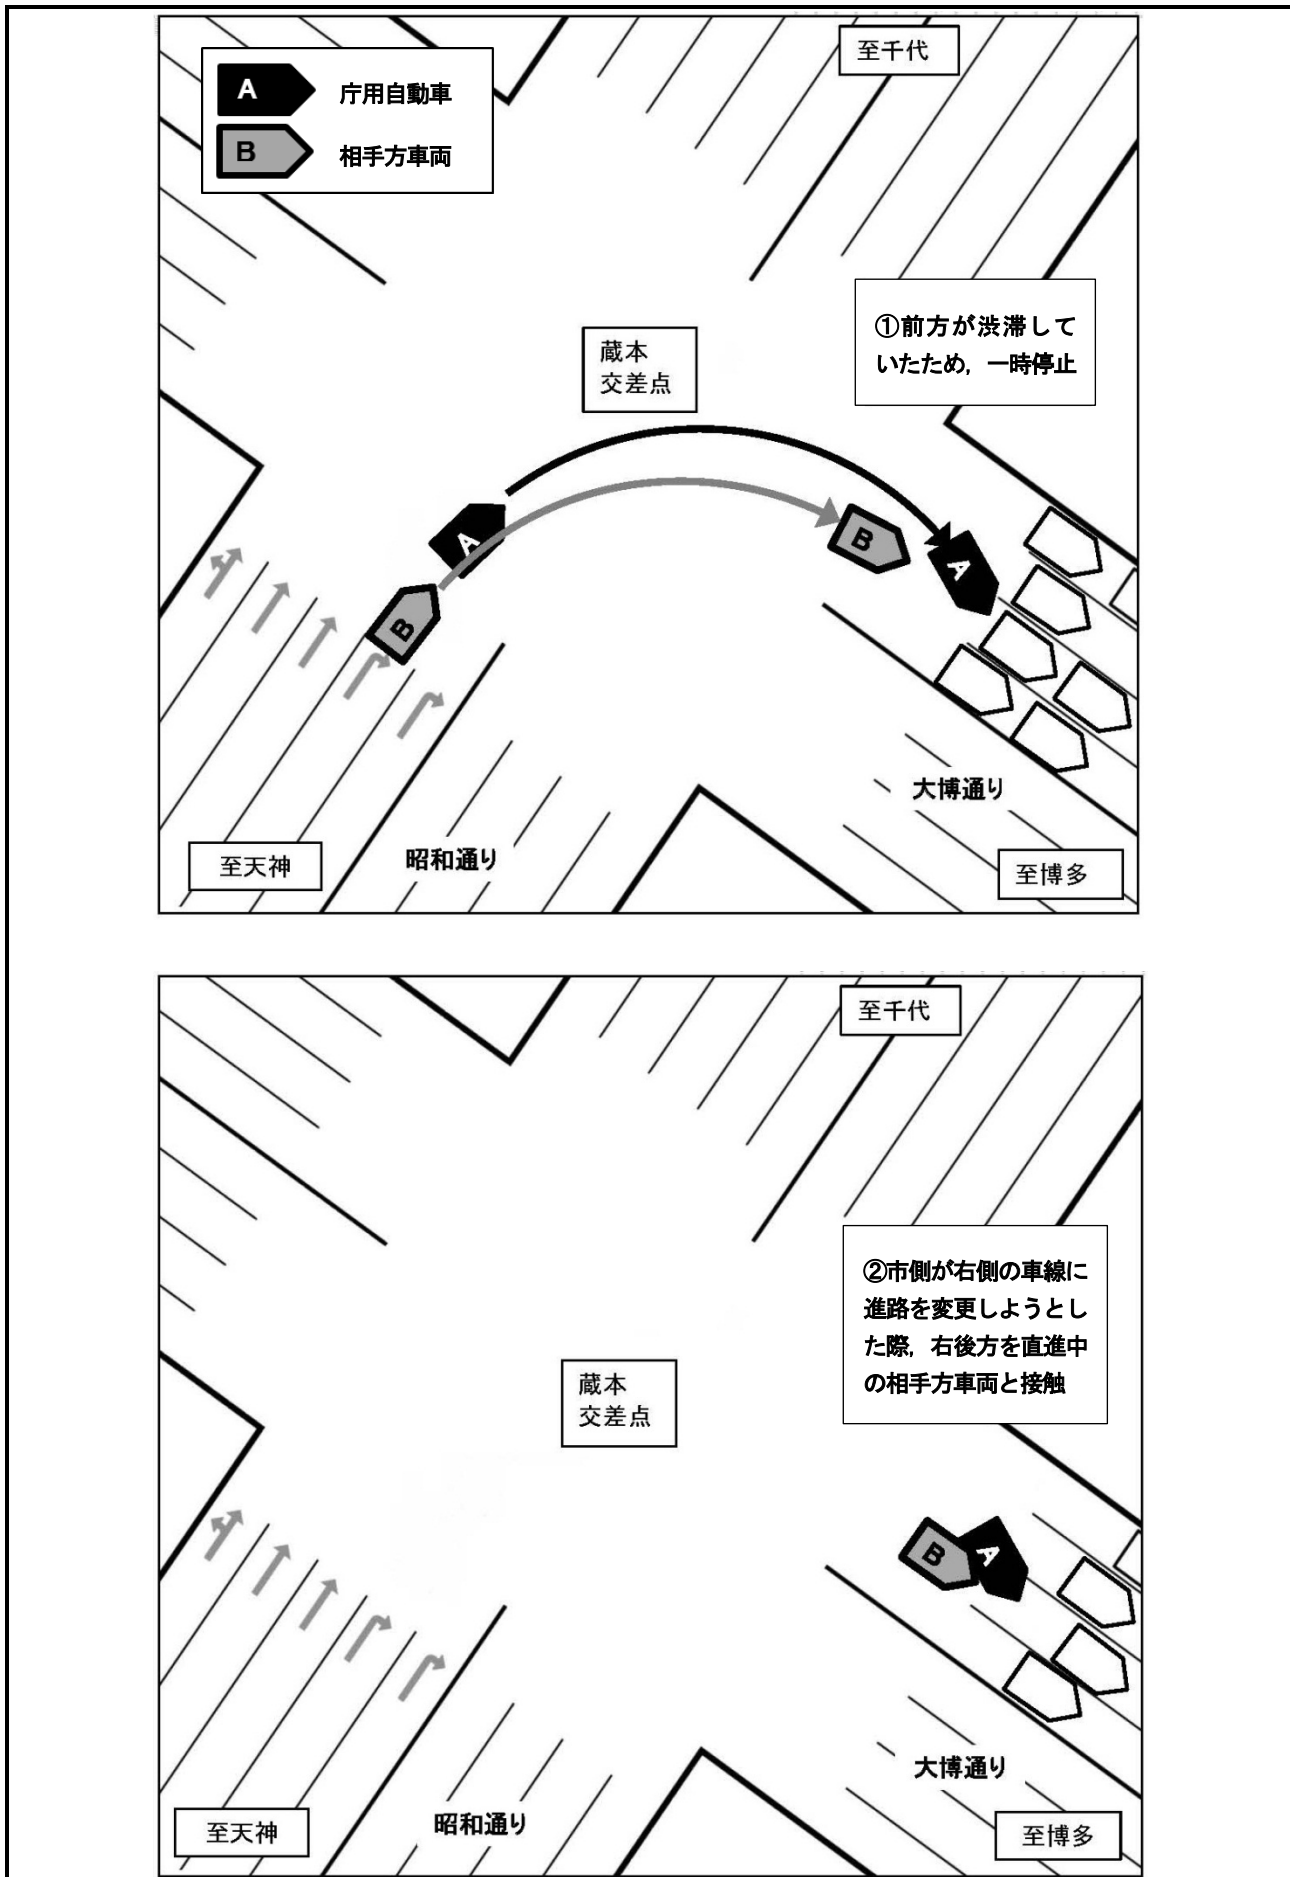 至千代
A 庁用自動車
B 相手方車両
①前方が渋滞して
いたため，一時停止
蔵本
交差点
A
B
B
A
大博通り
昭和通り
至天神
至博多
至千代
②市側が右側の車線に
進路を変更しようとし
た際，右後方を直進中
の相手方車両と接触
蔵本
交差点
B
A
大博通り
昭和通り
至天神
至博多